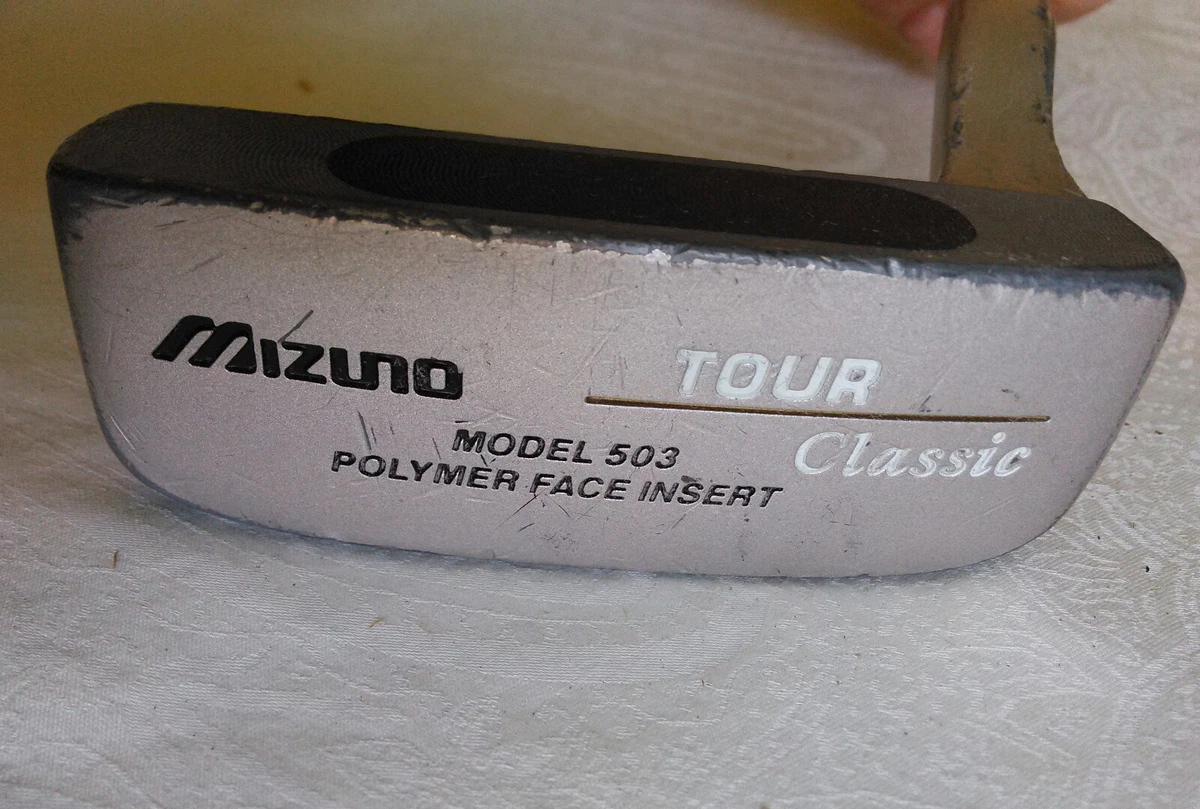 MIZUNO
TOUR
Classic
MODEL 503
POLYMER FACE INSERT